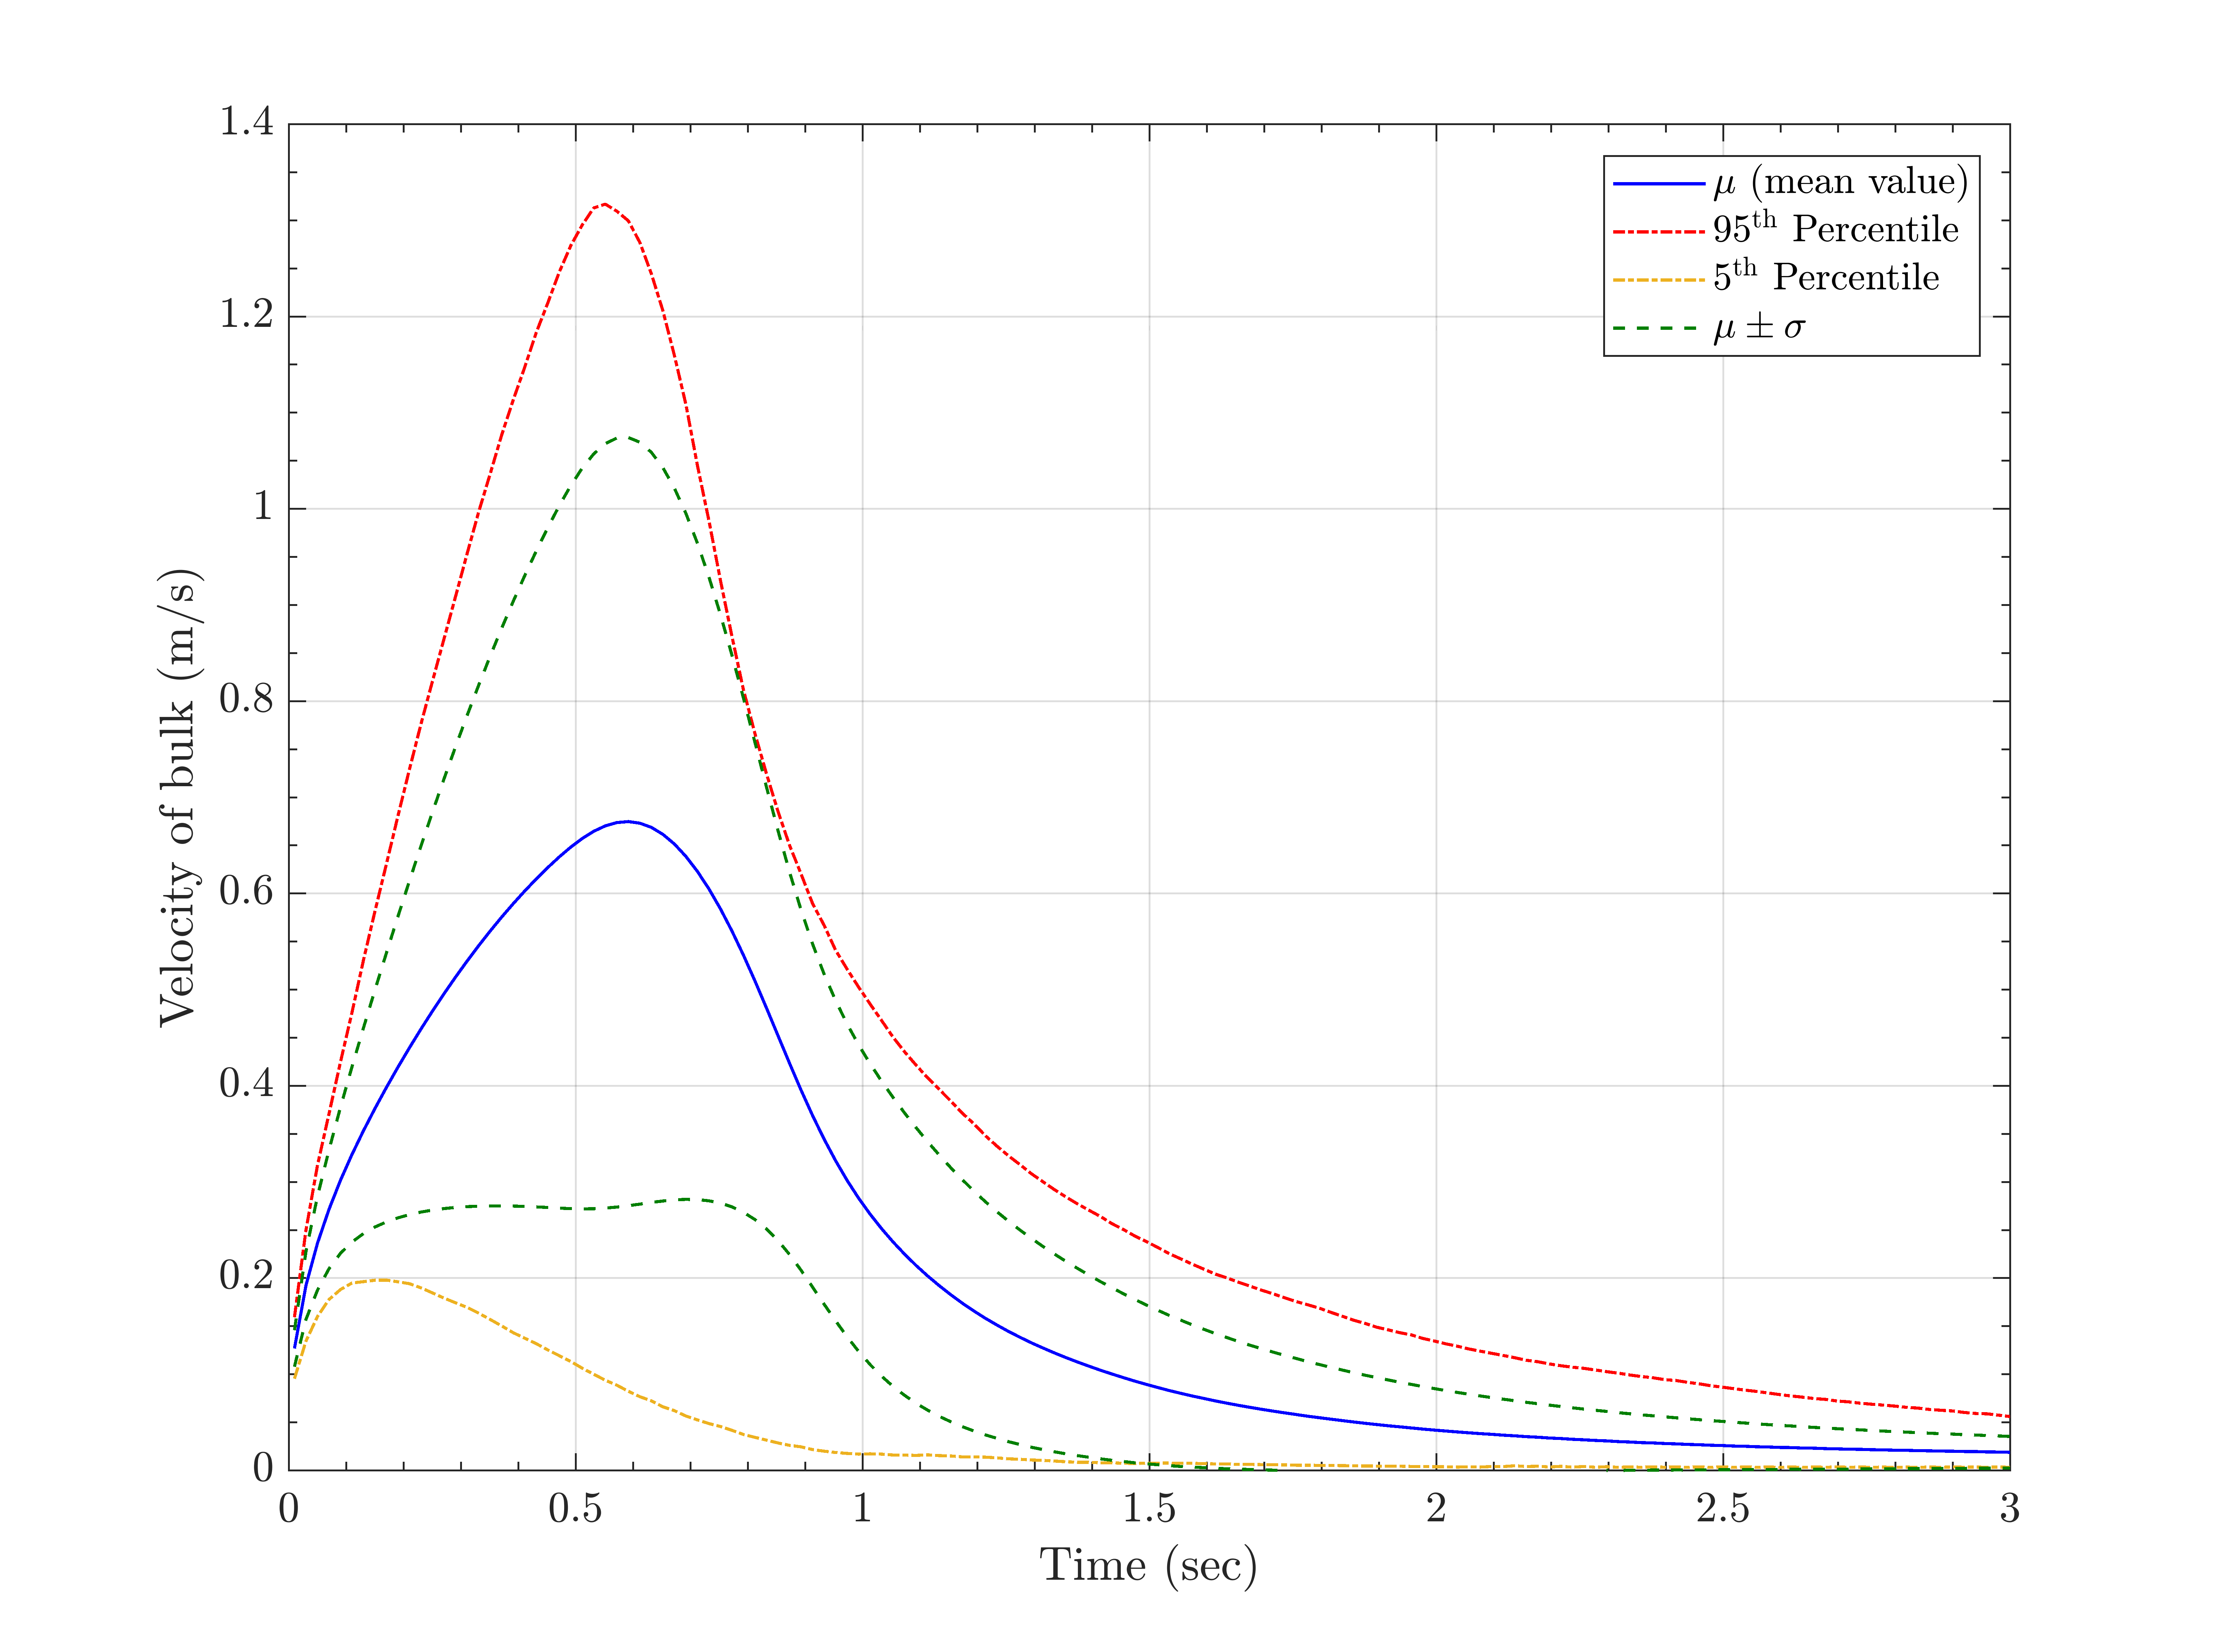 1.4
1.2
1
0.8
0.6
0.4
0.2
0
Velocity of bulk (m/s)
μ (mean value)
95th Percentile
5th Percentile
μ ± σ
0 0.5 1 1.5 2 2.5 3
Time (sec)